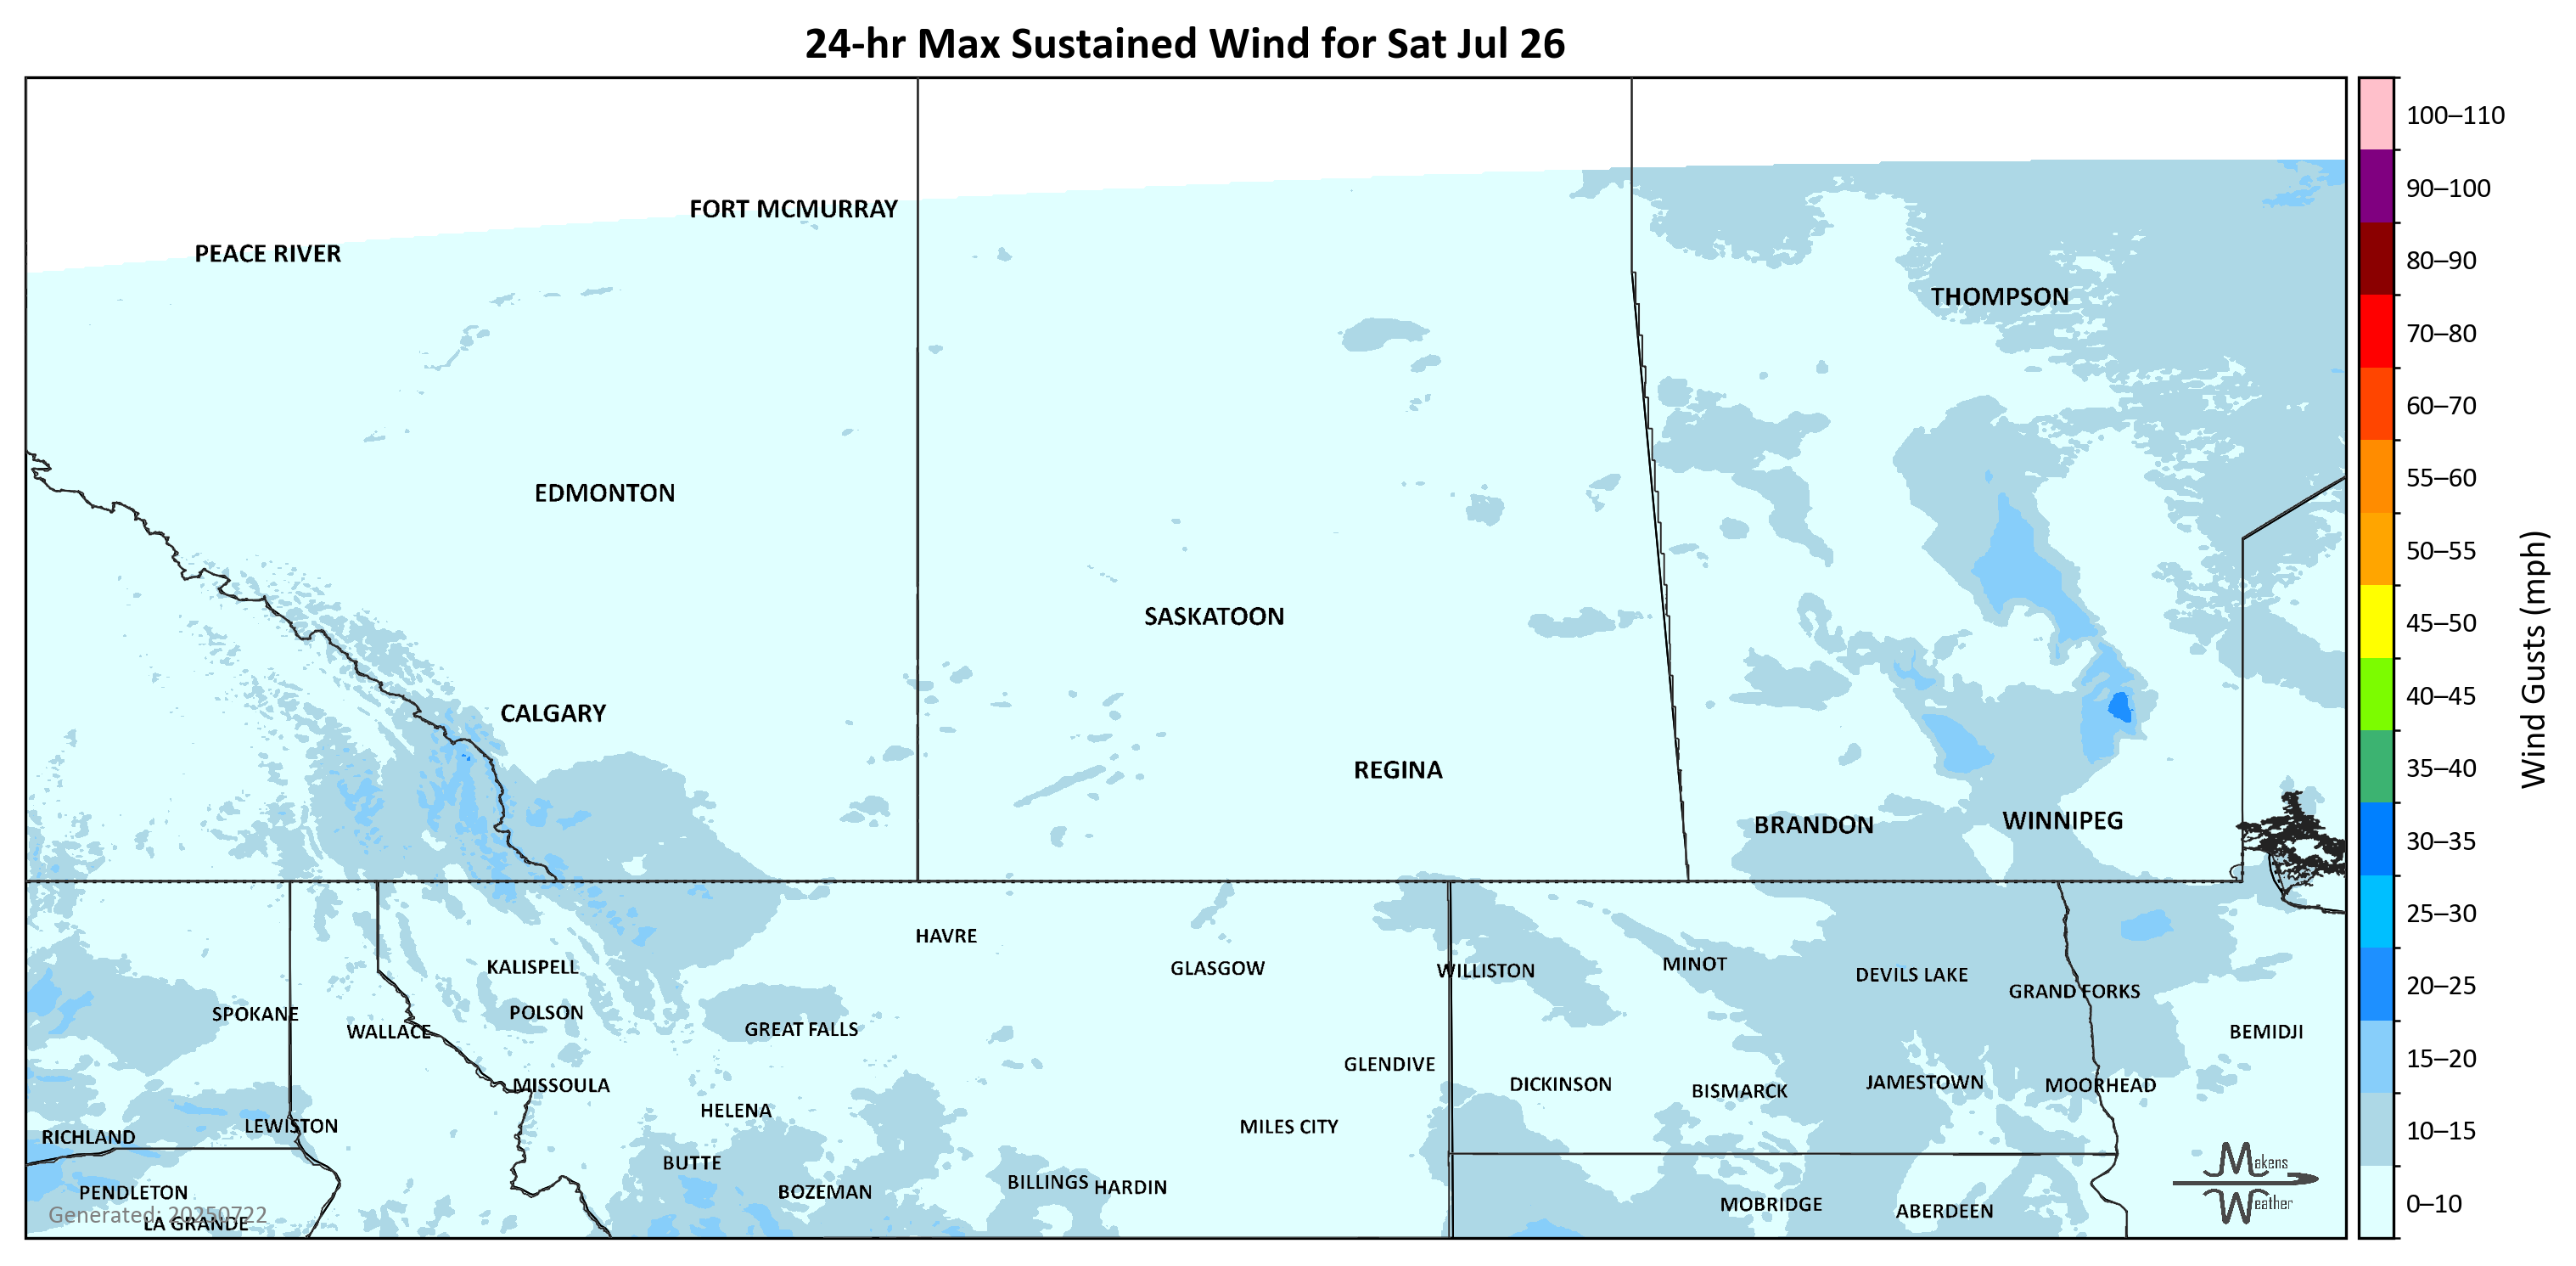 24-hr Max Sustained Wind for Sat Jul 26
100–110
90–100
80–90
70–80
60–70
55–60
50–55
45–50
40–45
35–40
30–35
25–30
20–25
15–20
10–15
0–10
Wind Gusts (mph)
FORT MCMURRAY
PEACE RIVER
THOMPSON
EDMONTON
SASKATOON
CALGARY
REGINA
BRANDON
WINNIPEG
HAVRE
KALISPELL
GLASGOW
WILLISTON
MINOT
DEVILS LAKE
GRAND FORKS
SPOKANE
POLSON
WALLACE
GREAT FALLS
BEMIDJI
GLENDIVE
MISSOULA
DICKINSON
BISMARCK
JAMESTOWN
MOORHEAD
HELENA
LEWISTON
MILES CITY
RICHLAND
BUTTE
BILLINGS
HARDIN
BOZEMAN
PENDLETON
MOBRIDGE
ABERDEEN
LA GRANDE
Generated: 20250722
Makens
Weather